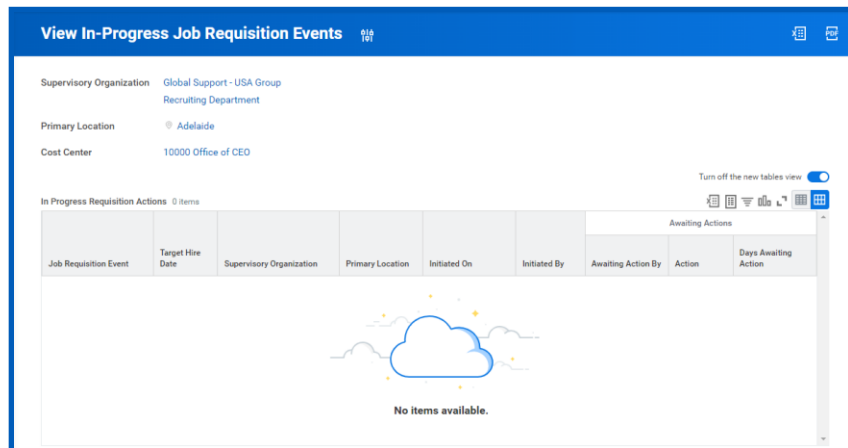 View In-Progress Job Requisition Events
PDF
Supervisory Organization Global Support - USA Group
Recruiting Department
Primary Location Adelaide
Cost Center 10000 Office of CEO
Turn off the new tables view
In Progress Requisition Actions 0 items
Awaiting Actions
Job Requisition Event Target Hire Date Supervisory Organization Primary Location Initiated On Initiated By Awaiting Action By Action Days Awaiting Action
No items available.